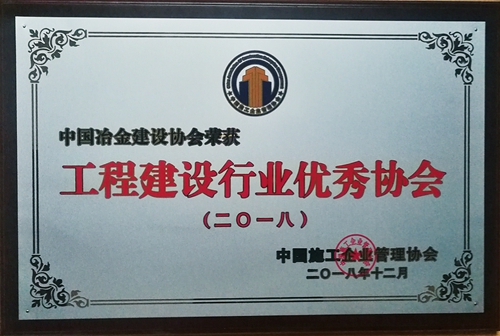 中国冶金建设协会荣获
工程建设行业优秀协会
(二〇一八)
中国施工企业管理协会
二〇一八年十二月